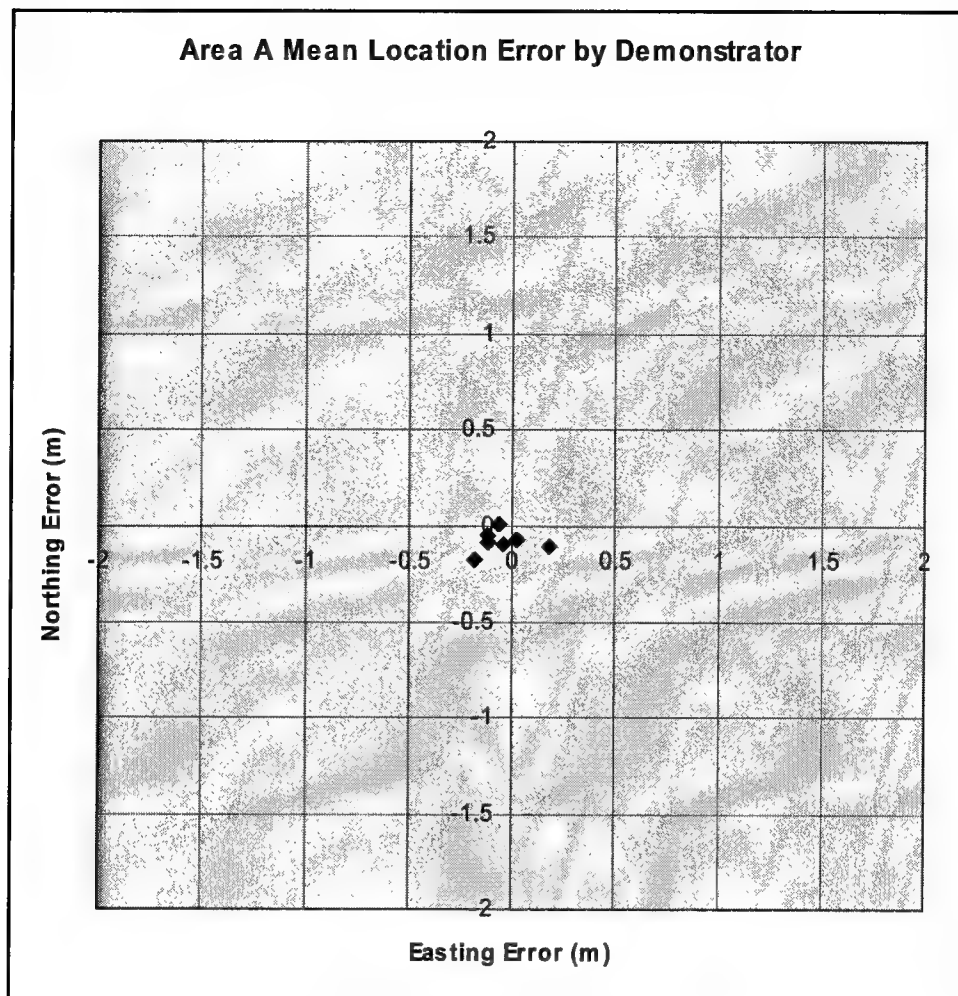 Area A Mean Location Error by Demonstrator
2
1.5
1
0.5
0
-2 -1.5 -1 -0.5 0 0.5 1 1.5 2
-0.5
-1
-1.5
-2
Northing Error (m)
Easting Error (m)